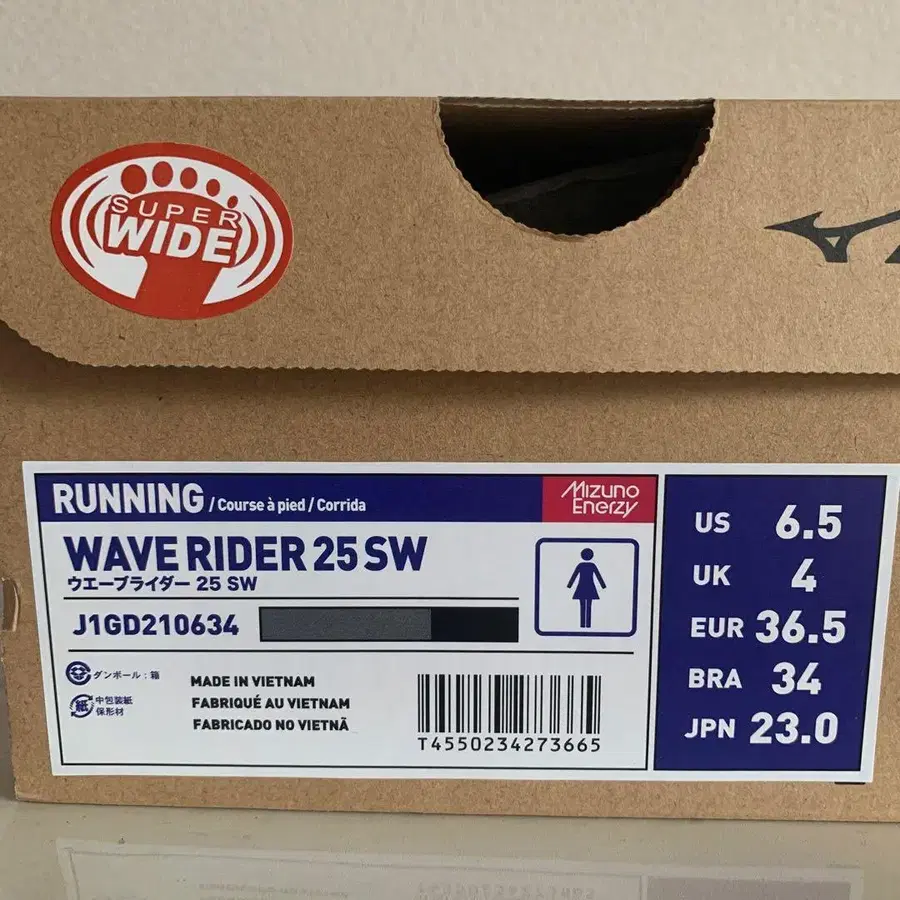 SUPER
WIDE
RUNNING / Course à pied / Corrida
Mizuno
Enerzy
WAVE RIDER 25 SW
ウエーブライダー 25 SW
J1GD210634
ダンボール:箱
紙
中包装紙
保形材
MADE IN VIETNAM
FABRIQUÉ AU VIETNAM
FABRICADO NO VIETNÃ
T4550234273665
US 6.5
UK 4
EUR 36.5
BRA 34
JPN 23.0